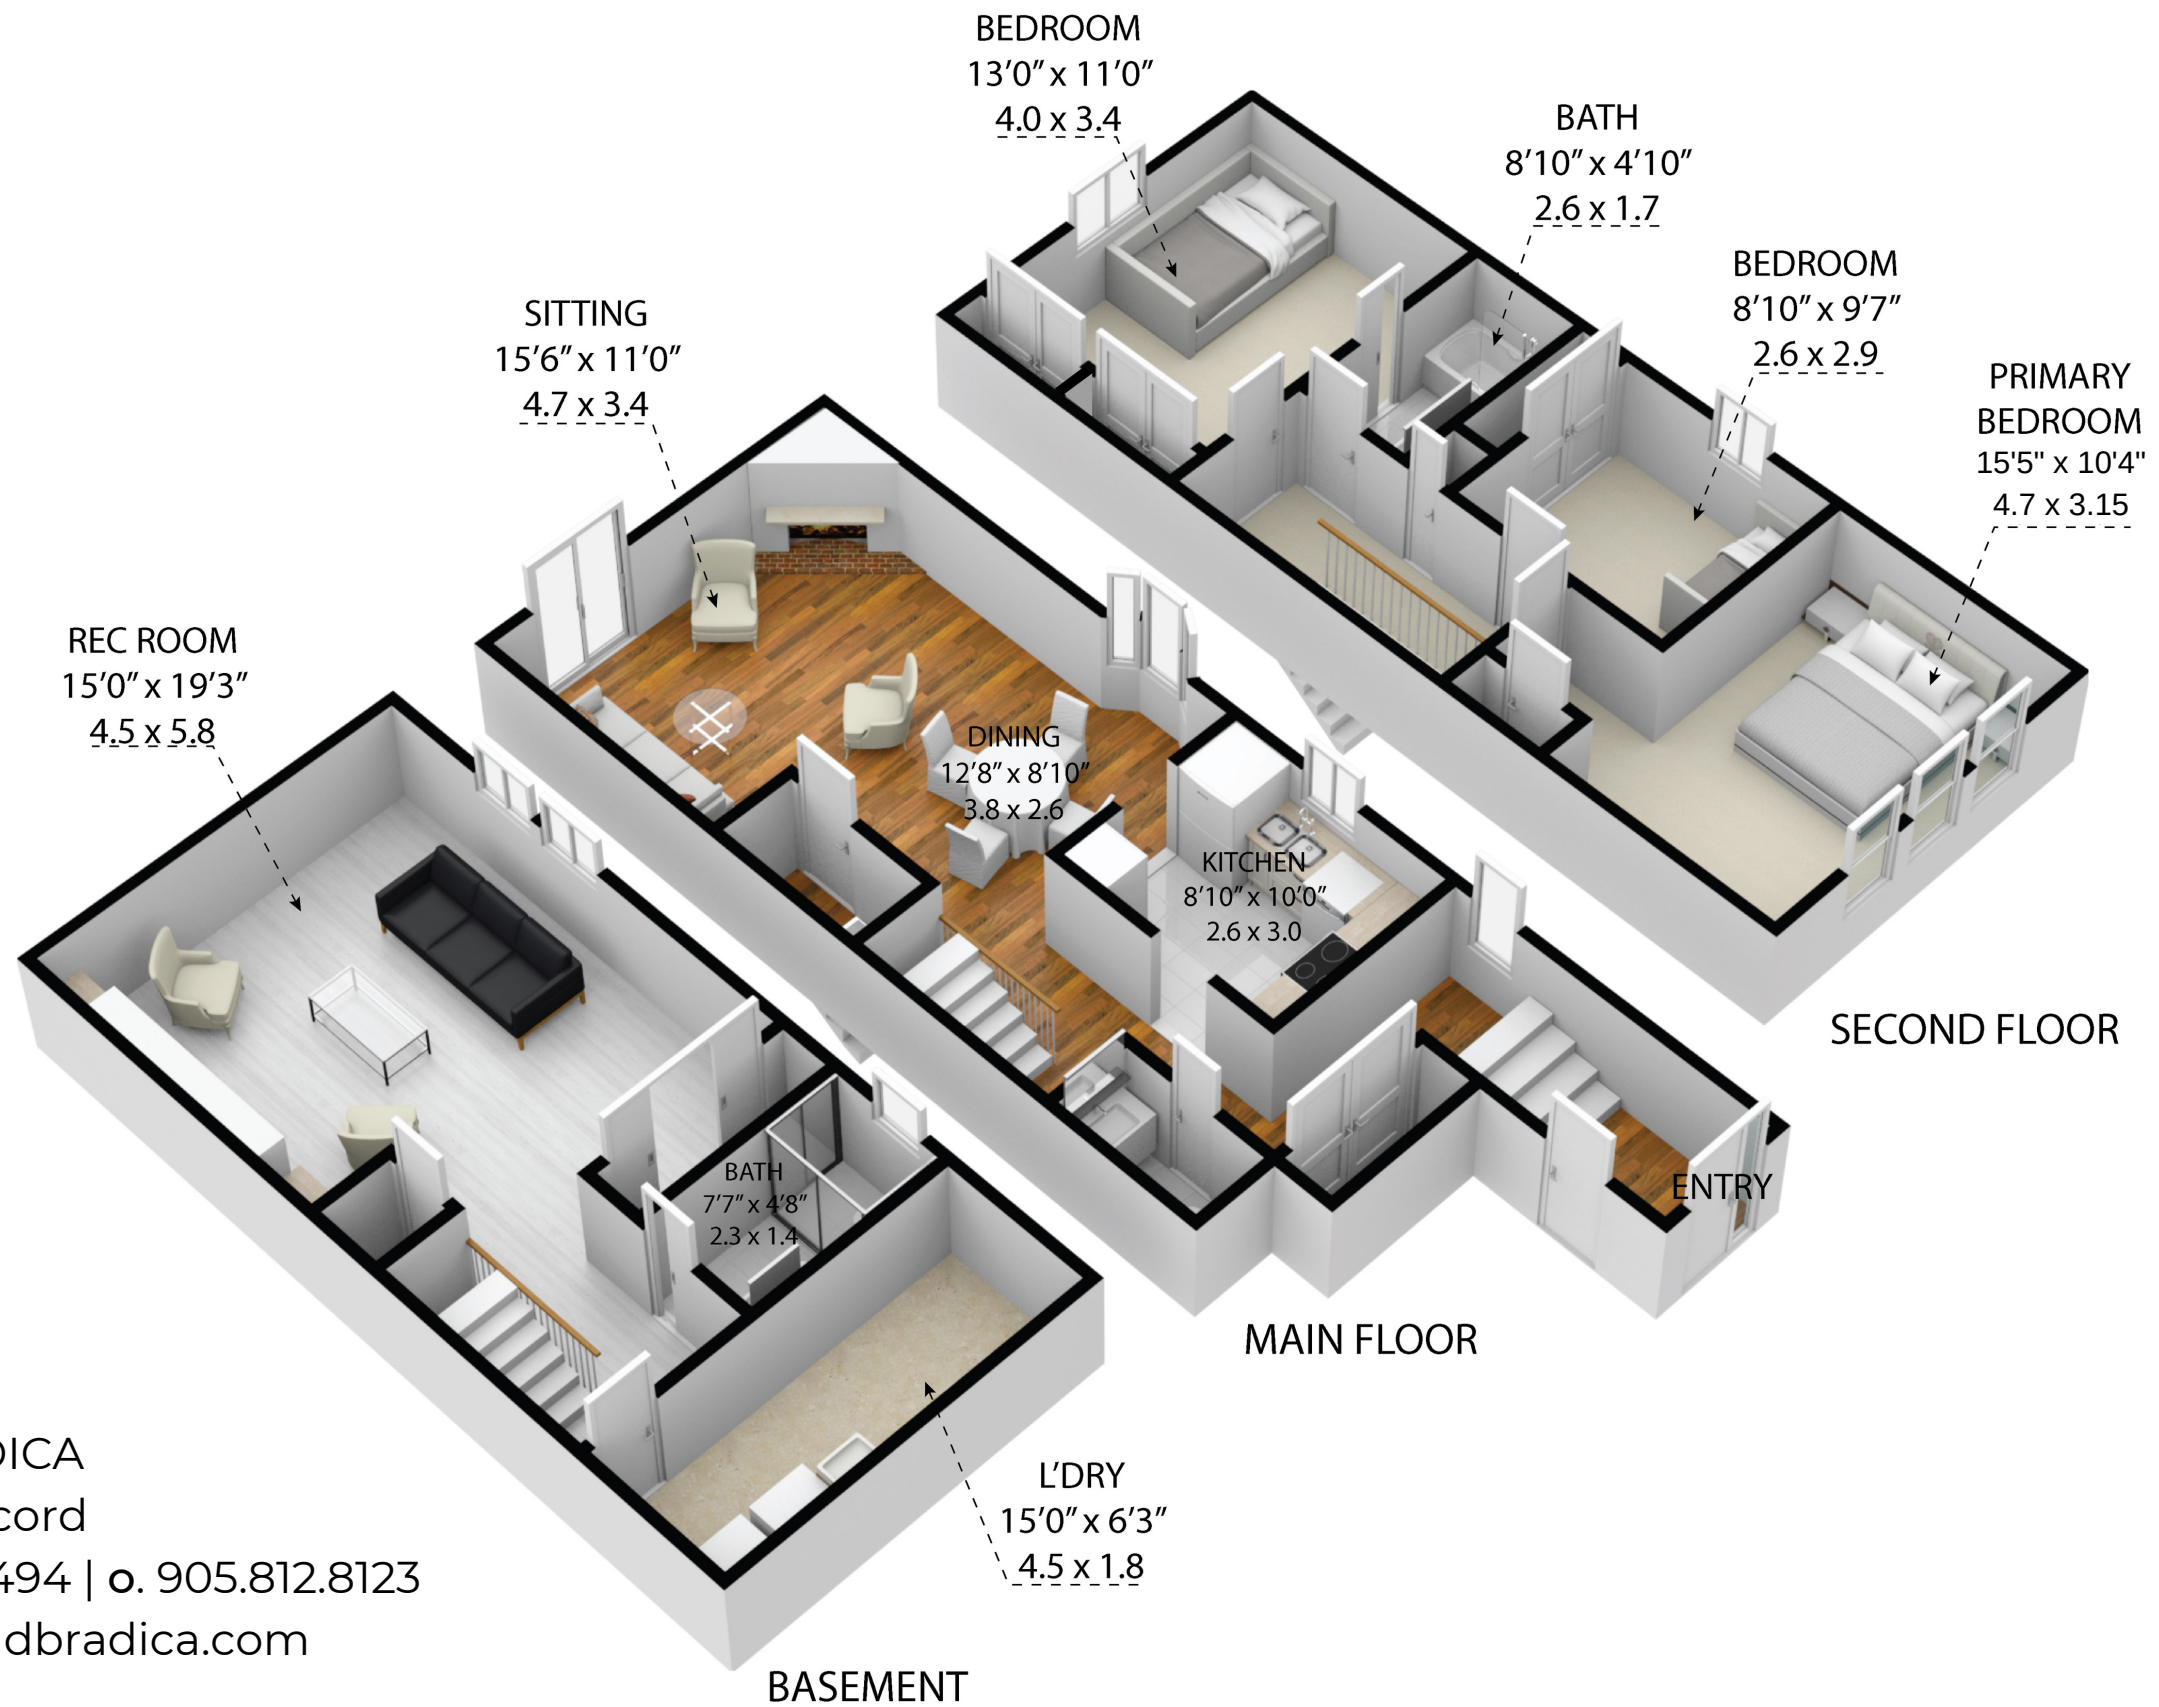 BEDROOM
13’0” x 11’0”
4.0 x 3.4
BATH
8’10” x 4’10”
2.6 x 1.7
BEDROOM
8’10” x 9’7”
2.6 x 2.9
PRIMARY
BEDROOM
15'5" x 10'4"
4.7 x 3.15
SECOND FLOOR
SITTING
15’6” x 11’0”
4.7 x 3.4
DINING
12’8” x 8’10”
3.8 x 2.6
KITCHEN
8’10” x 10’0”
2.6 x 3.0
ENTRY
MAIN FLOOR
REC ROOM
15’0” x 19’3”
4.5 x 5.8
BATH
7’7” x 4’8”
2.3 x 1.4
L’DRY
15’0” x 6’3”
4.5 x 1.8
BASEMENT
DICA
cord
494 | o. 905.812.8123
dbradica.com